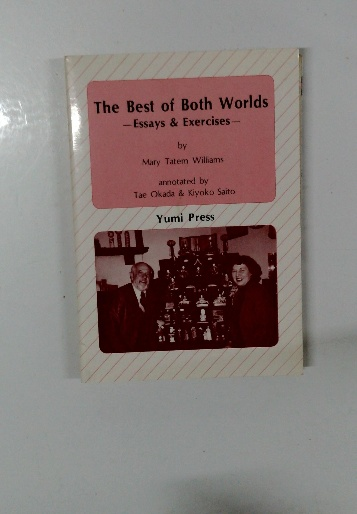 The Best of Both Worlds
—Essays & Exercises—
by
Mary Tatem Williams
annotated by
Tae Okada & Kiyoko Saito
Yumi Press